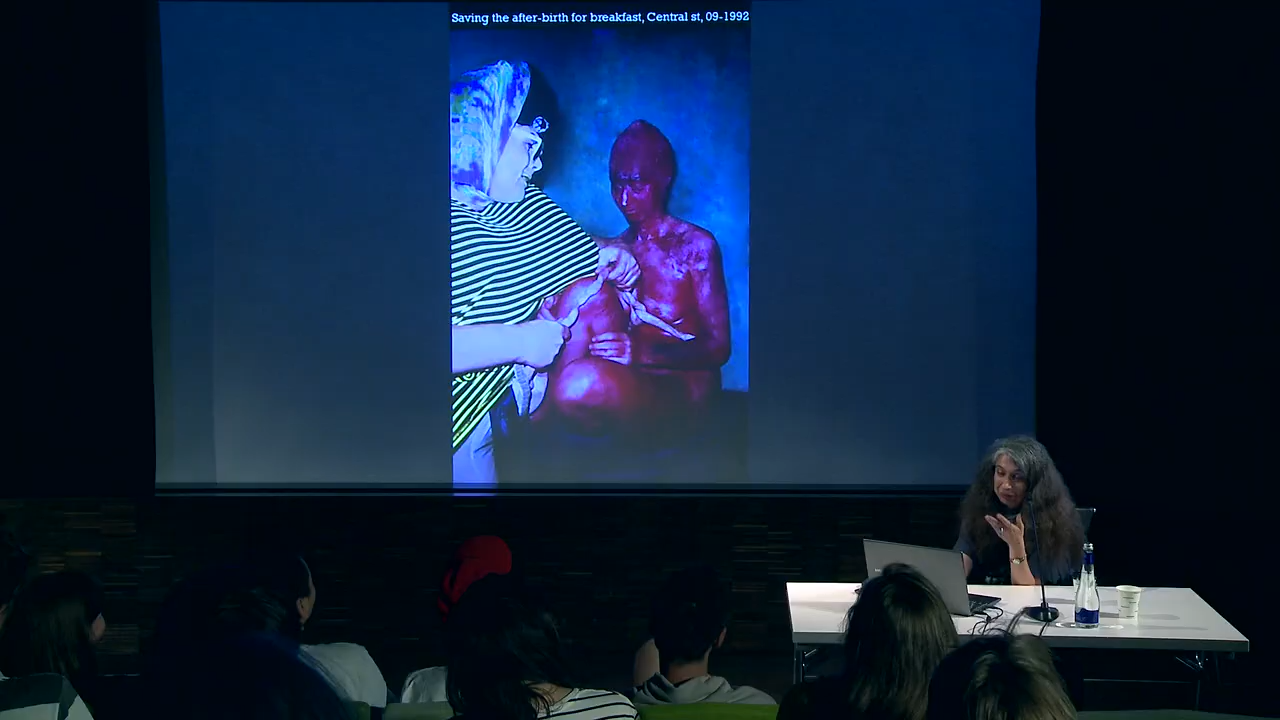 Saving the after-birth for breakfast, Central st, 09-1992